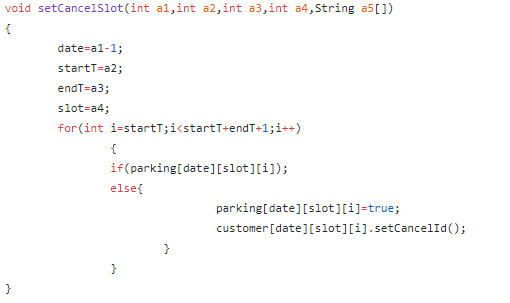 void setCancelSlot(int a1,int a2,int a3,int a4,String a5[])
{
date=a1-1;
startT=a2;
endT=a3;
slot=a4;
for(int i=startT;i<startT+endT+1;i++)
{
if(parking[date][slot][i]);
else{
parking[date][slot][i]=true;
customer[date][slot][i].setCancelId();
}
}
}